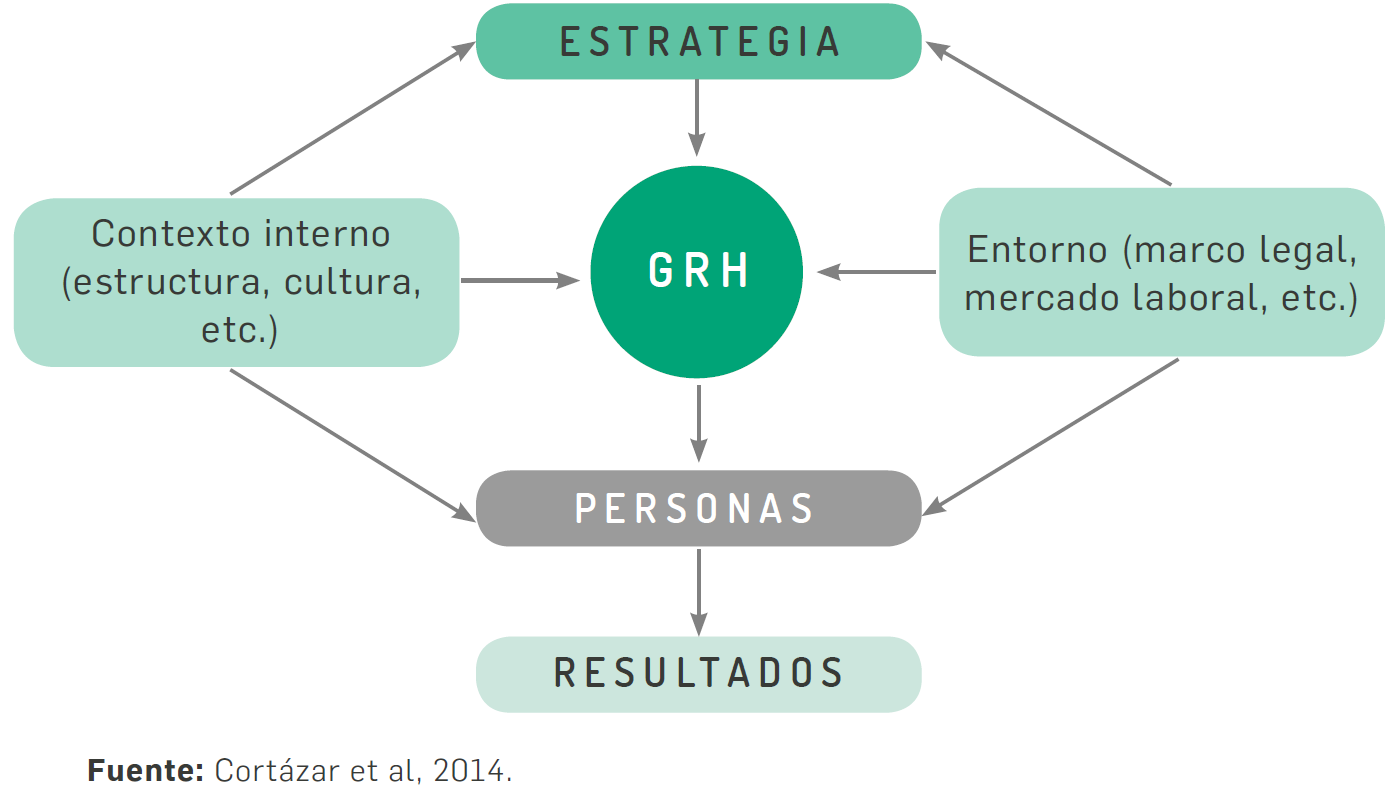 ESTRATEGIA
Contexto interno
(estructura, cultura,
etc.)
GRH
Entorno (marco legal,
mercado laboral, etc.)
PERSONAS
RESULTADOS
Fuente: Cortázar et al, 2014.